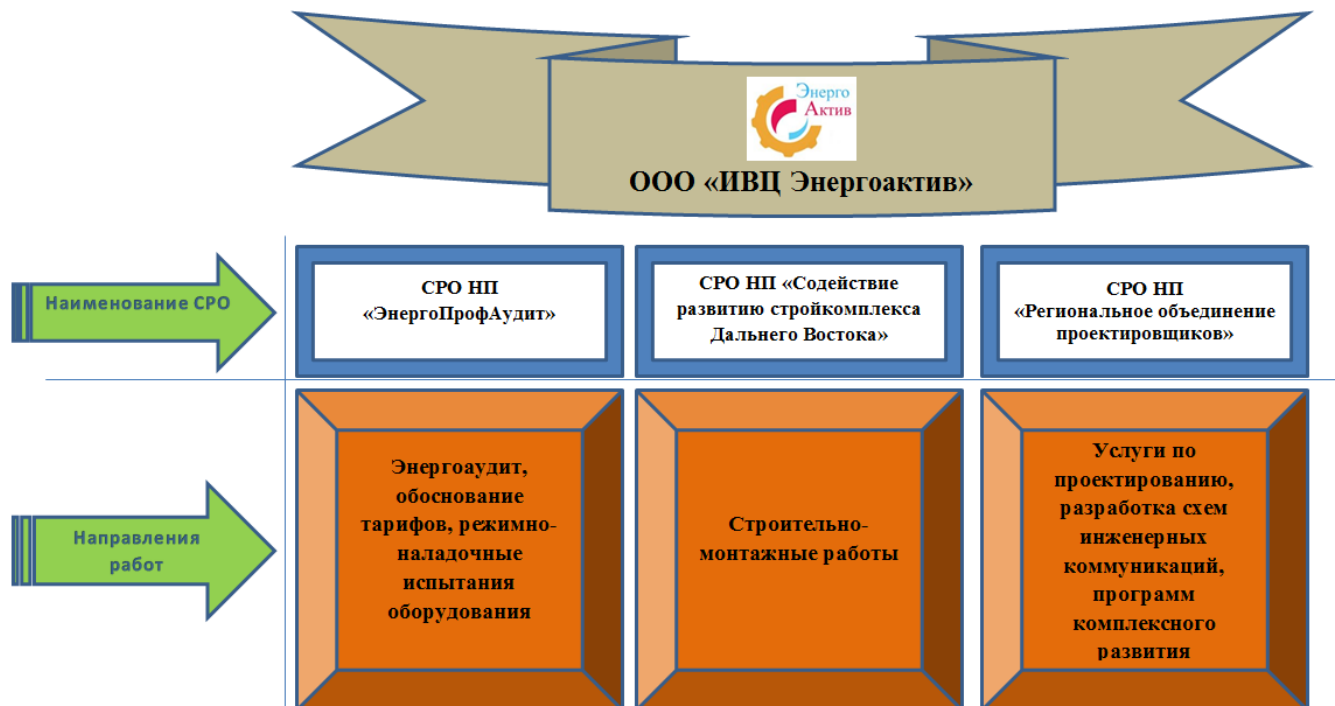 Энерго
Актив
ООО «ИВЦ Энергоактив»
Наименование СРО
СРО НП
«ЭнергоПрофАудит»
СРО НП «Содействие
развитию стройкомплекса
Дальнего Востока»
СРО НП
«Региональное объединение
проектировщиков»
Направления
работ
Энергоаудит,
обоснование
тарифов, режимно-
наладочные
испытания
оборудования
Строительно-
монтажные работы
Услуги по
проектированию,
разработка схем
инженерных
коммуникаций,
программ
комплексного
развития